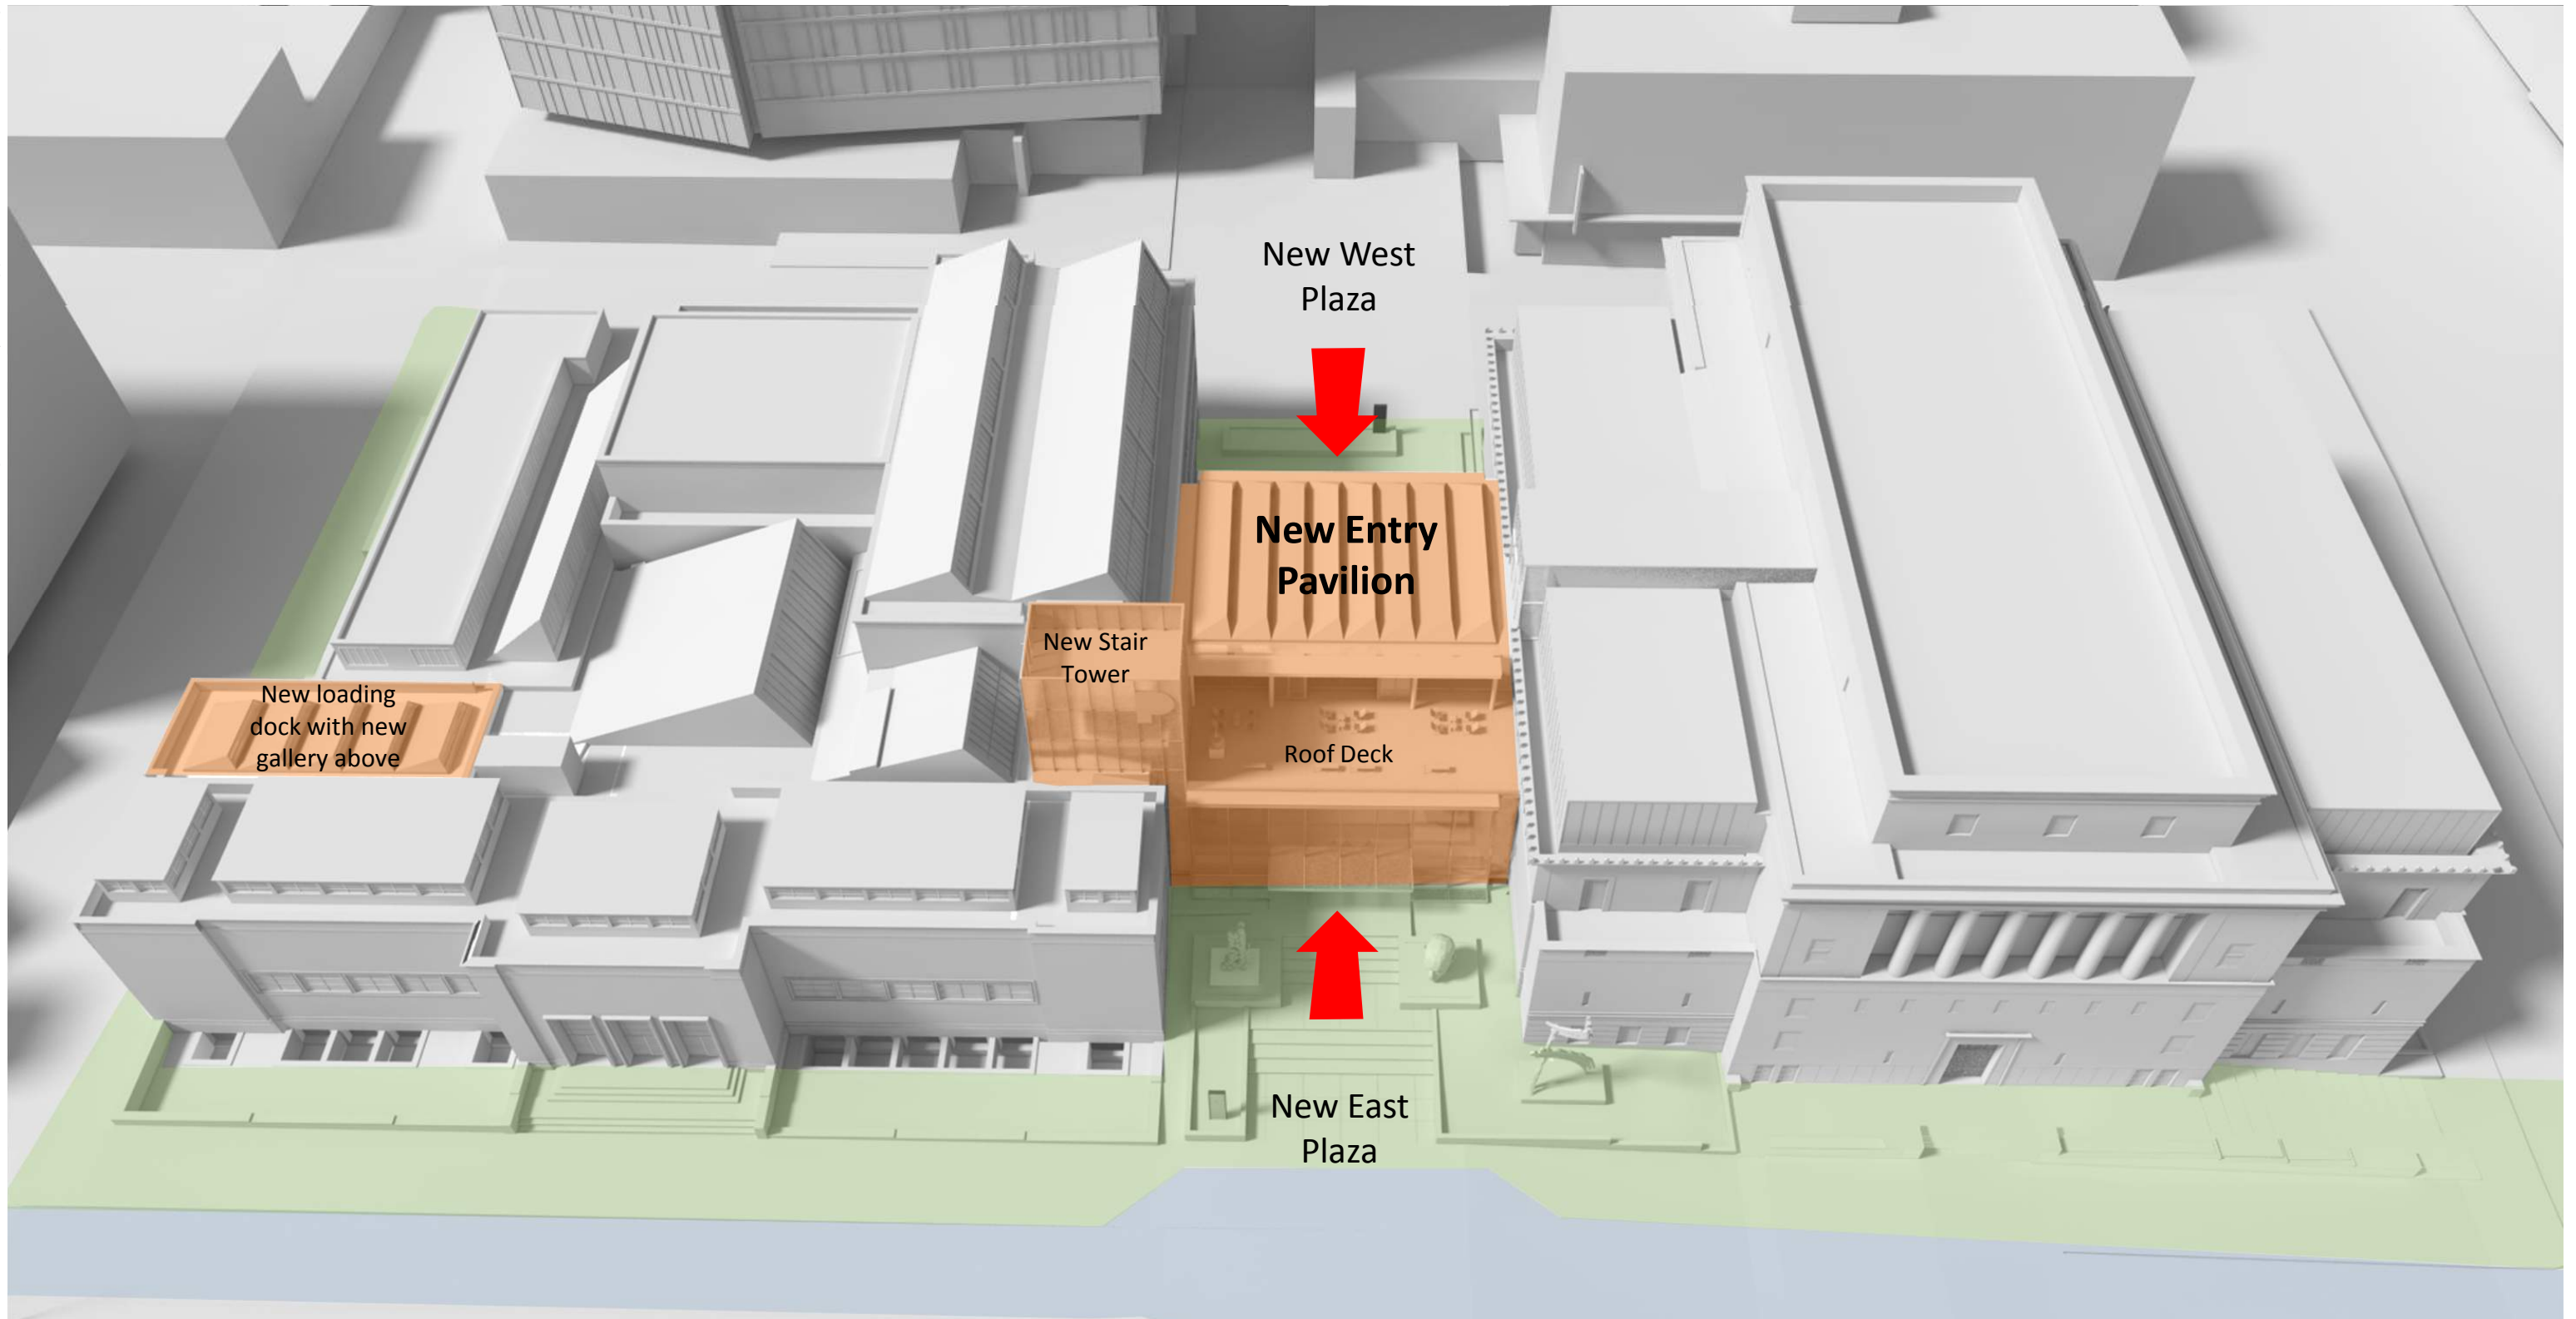 New West
Plaza
New Entry
Pavilion
New Stair
Tower
New loading
dock with new
gallery above
Roof Deck
New East
Plaza